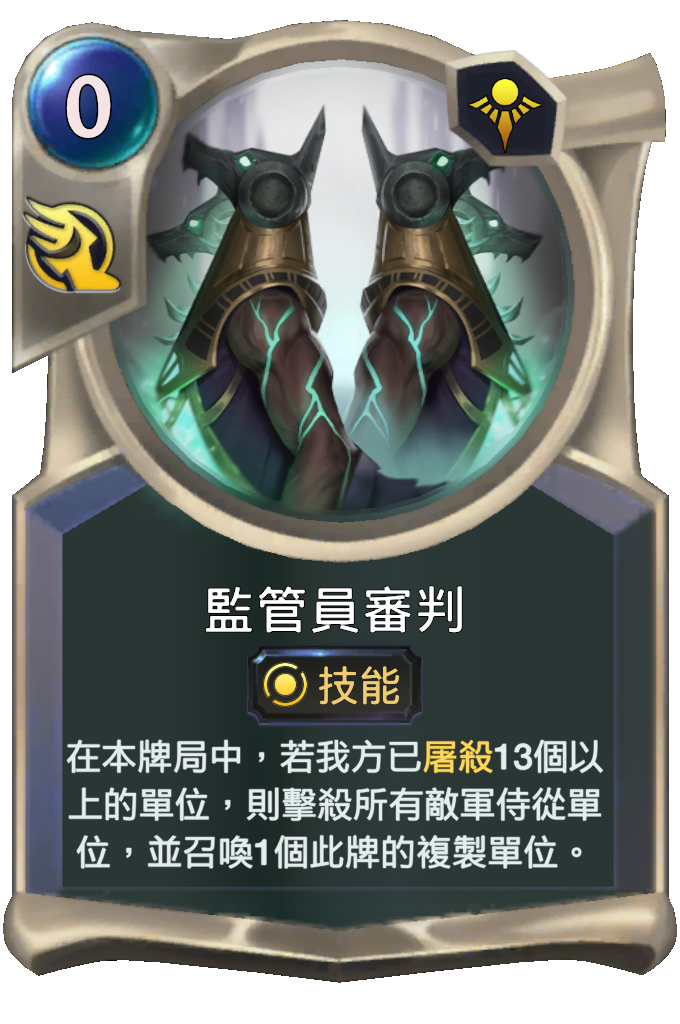 0
監管員審判
技能
在本牌局中，若我方已屠殺13個以
上的單位，則擊殺所有敵軍侍從單
位，並召喚1個此牌的複製單位。